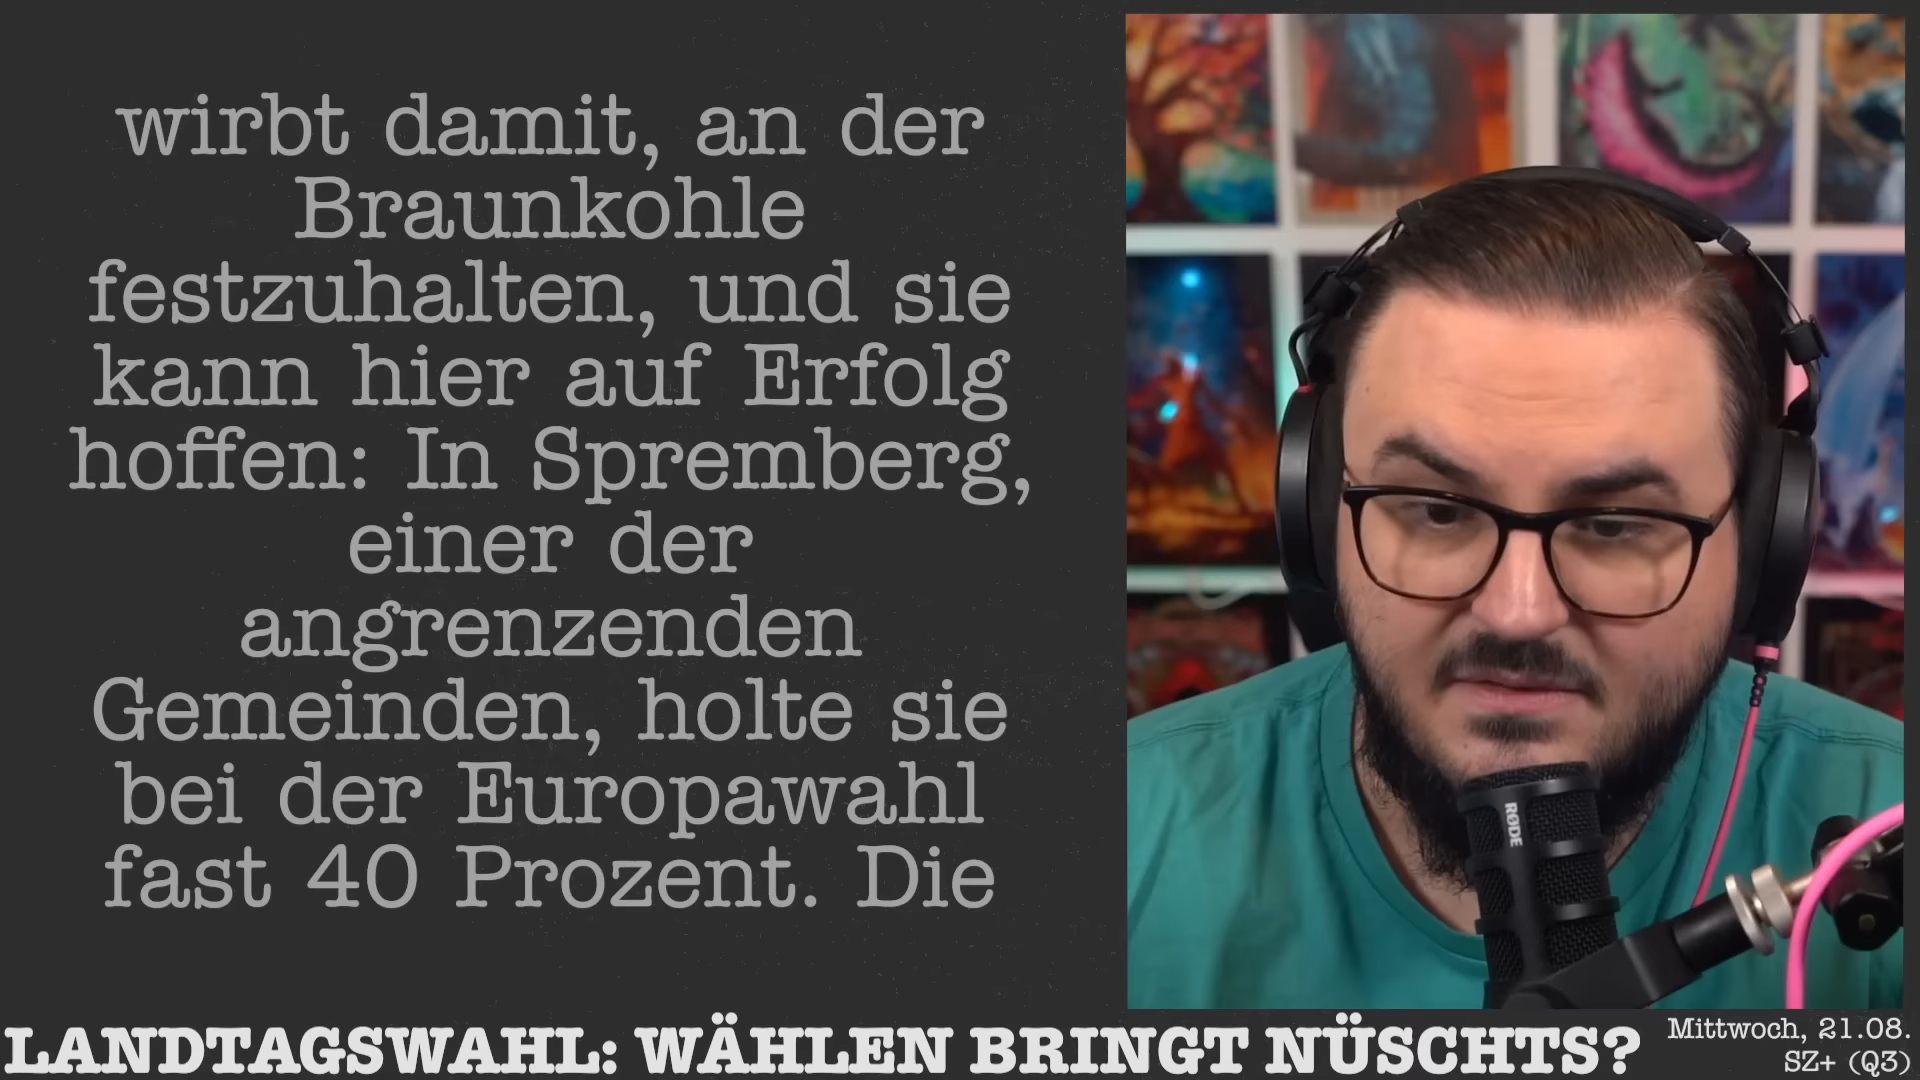 wirbt damit, an der
Braunkohle
festzuhalten, und sie
kann hier auf Erfolg
hoffen: In Spremberg,
einer der
angrenzenden
Gemeinden, holte sie
bei der Europawahl
fast 40 Prozent. Die
RØDE
LANDTAGSWAHL: WÄHLEN BRINGT NÜSCHTS?
Mittwoch, 21.08.
SZ+ (Q3)